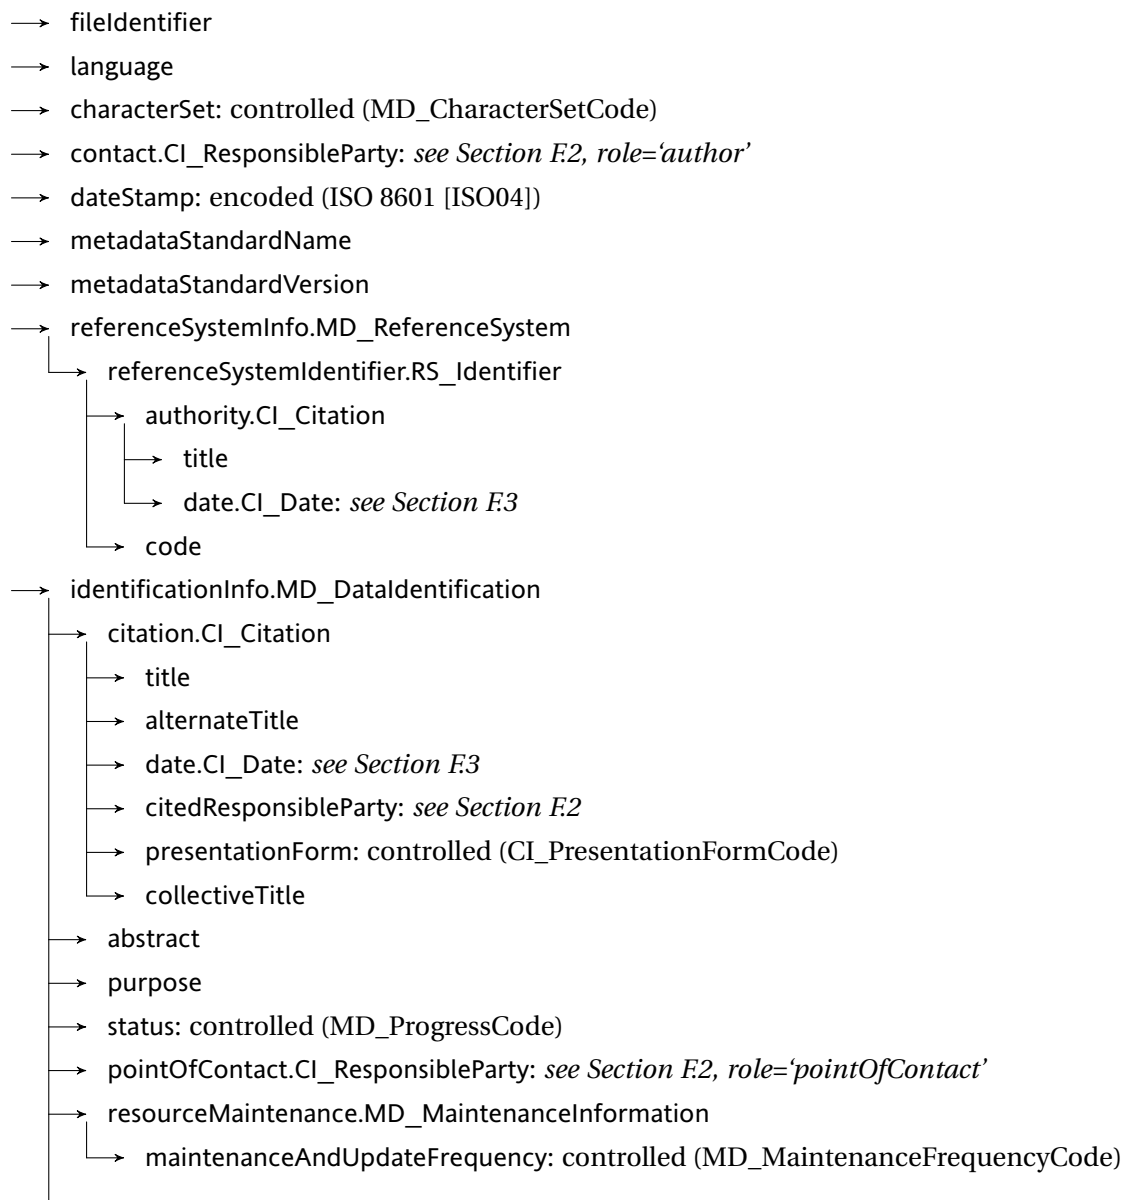 fileIdentifier
language
characterSet: controlled (MD_CharacterSetCode)
contact.CI_ResponsibleParty: see Section F.2, role=‘author’
dateStamp: encoded (ISO 8601 [ISO04])
metadataStandardName
metadataStandardVersion
referenceSystemInfo.MD_ReferenceSystem
referenceSystemIdentifier.RS_Identifier
authority.CI_Citation
title
date.CI_Date: see Section F.3
code
identificationInfo.MD_DataIdentification
citation.CI_Citation
title
alternateTitle
date.CI_Date: see Section F.3
citedResponsibleParty: see Section F.2
presentationForm: controlled (CI_PresentationFormCode)
collectiveTitle
abstract
purpose
status: controlled (MD_ProgressCode)
pointOfContact.CI_ResponsibleParty: see Section F.2, role=‘pointOfContact’
resourceMaintenance.MD_MaintenanceInformation
maintenanceAndUpdateFrequency: controlled (MD_MaintenanceFrequencyCode)